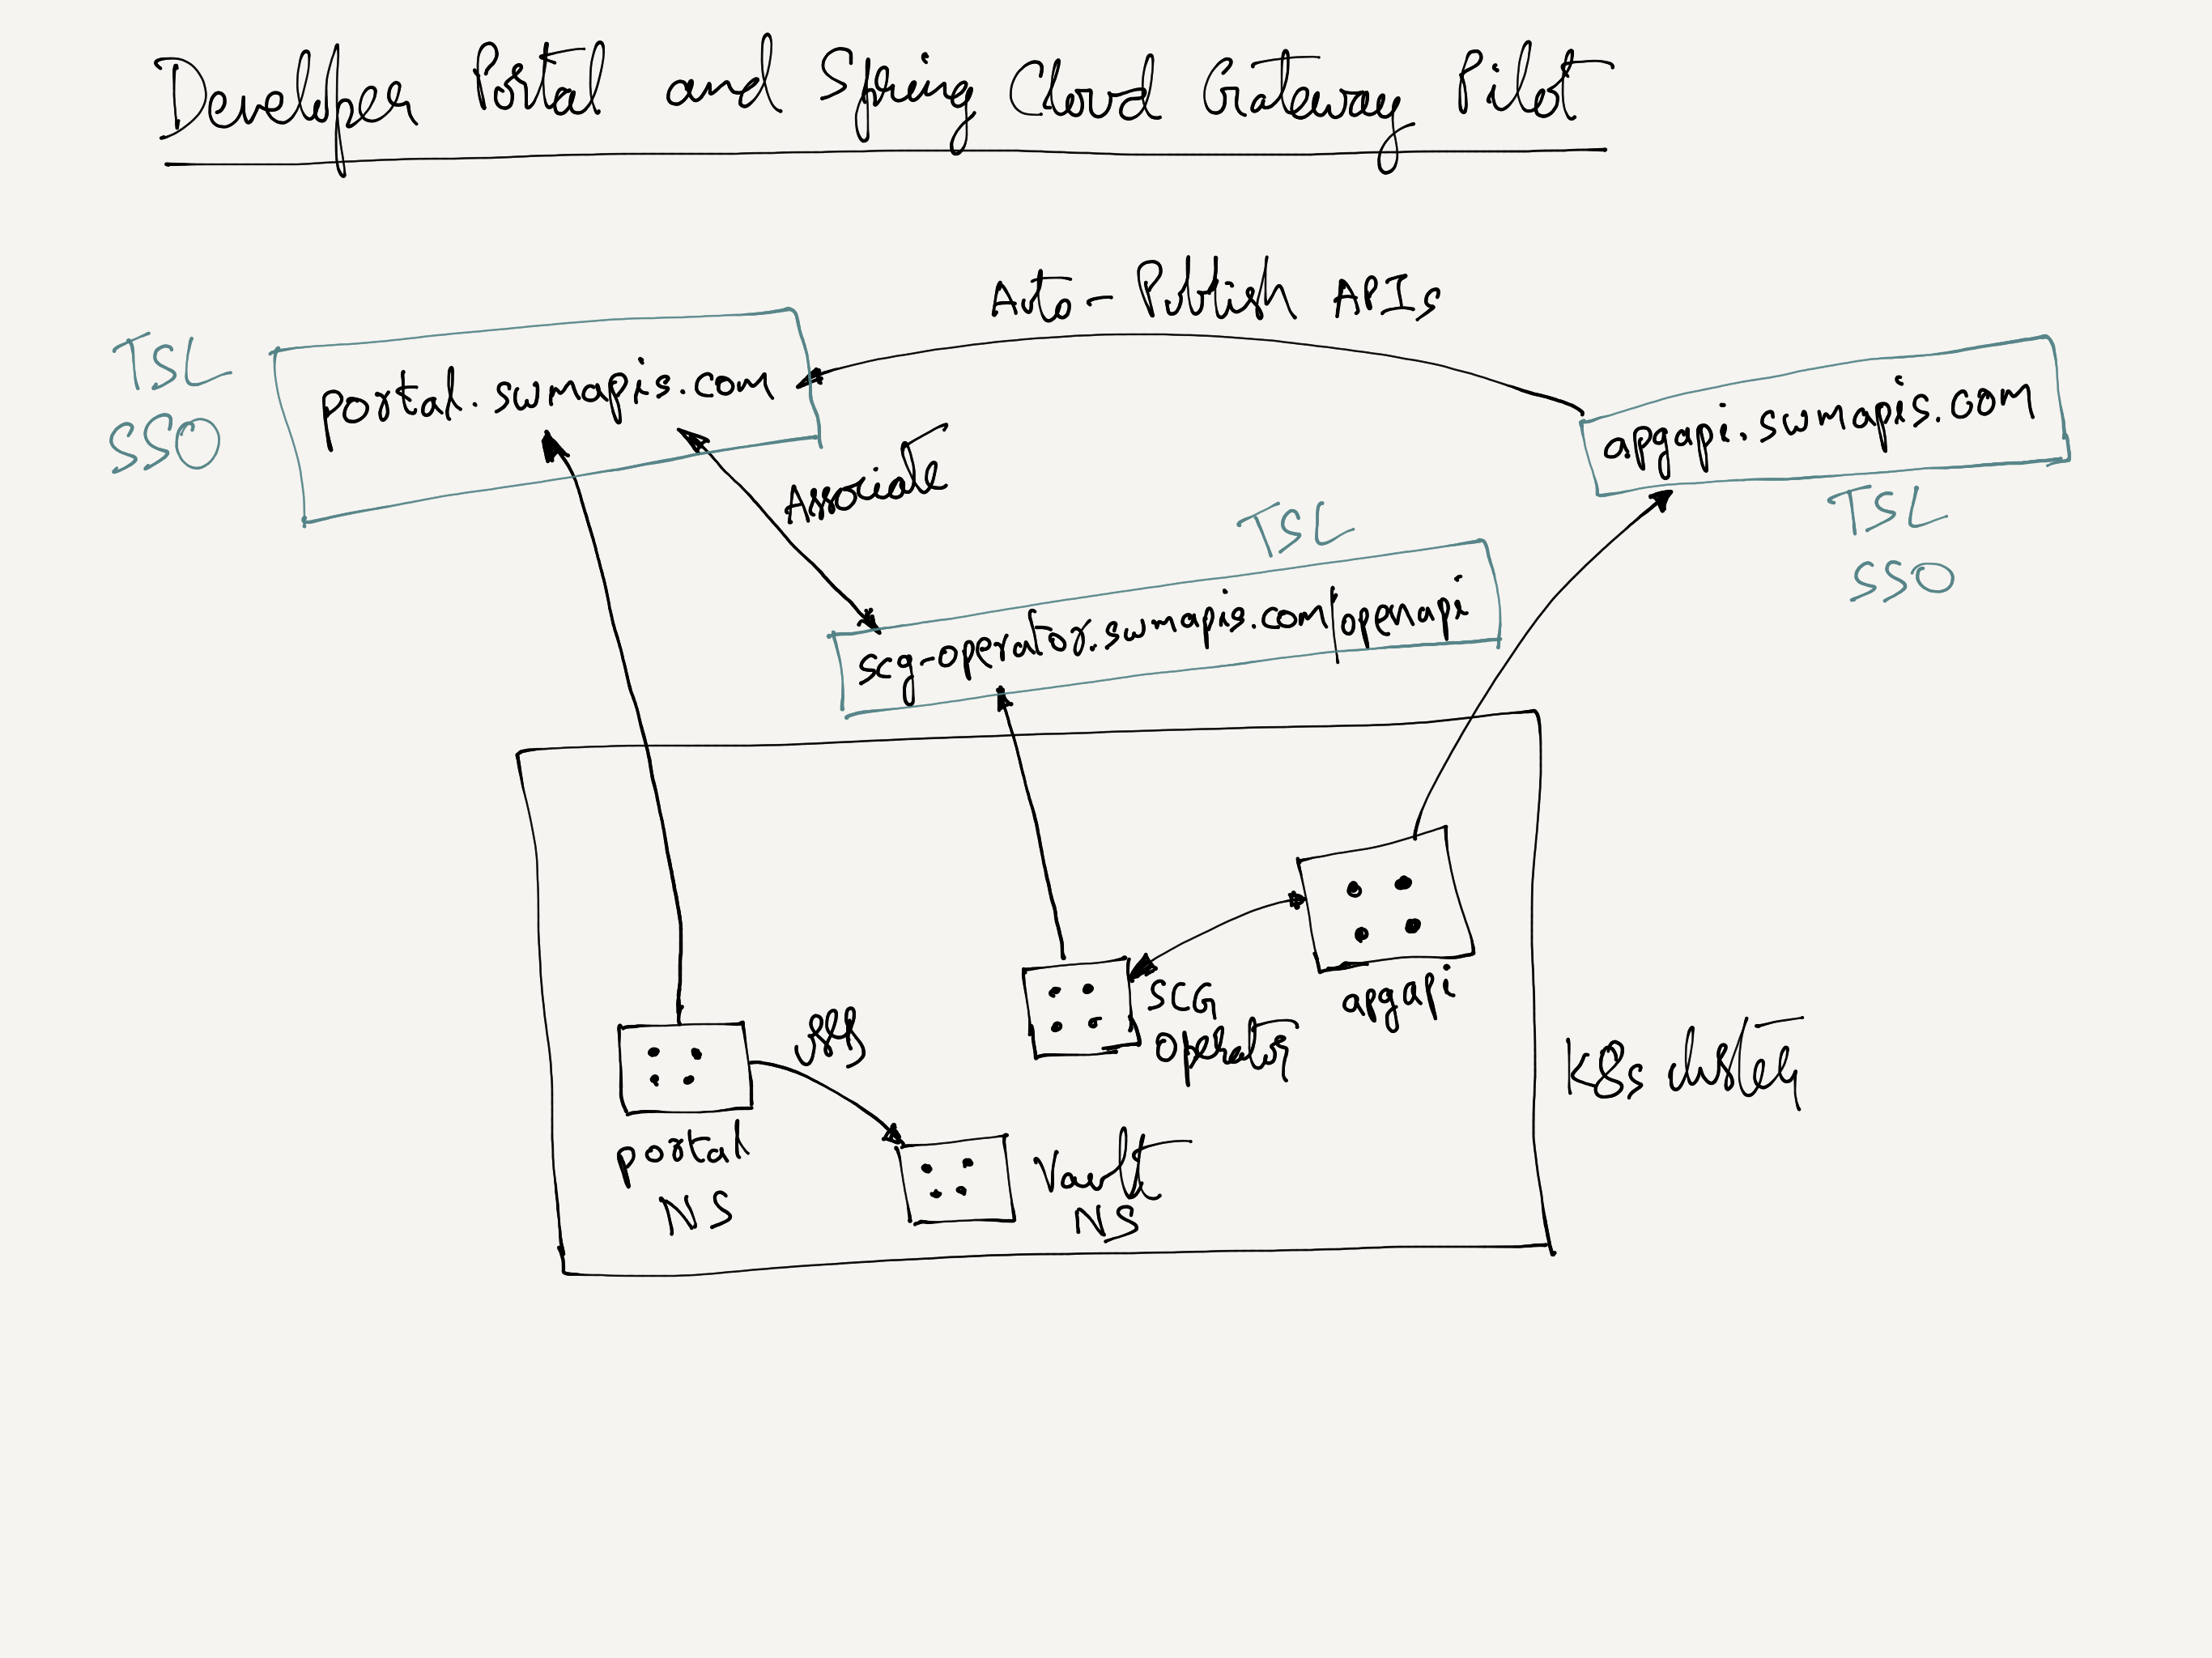 Developer Portal and Spring Cloud Gateway Pilot
Auto-Publish APIs
TSL
SSO
portal.swmapis.com
apgapi.swmapis.com
TSL
SSO
Associate
TSL
scg-operator.swmapis.com/openapi
SCG
operator
apgapi
portal
NS
Vault
NS
K8s cluster